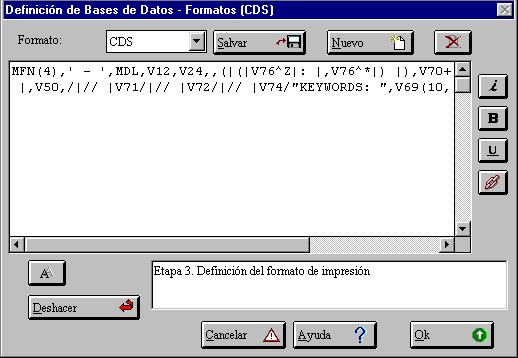 Definición de Bases de Datos - Formatos (CDS)
Formato: CDS Salvar Nuevo
MFN(4),' - ',MDL,V12,V24,,(|(|V76^Z|: |,V76^*|) |),V70+
|,V50,/|// |V71/|// |V72/|// |V74/"KEYWORDS: ",V69(10,
i
B
U
A
Etapa 3. Definición del formato de impresión
Deshacer
Cancelar Ayuda ? Ok